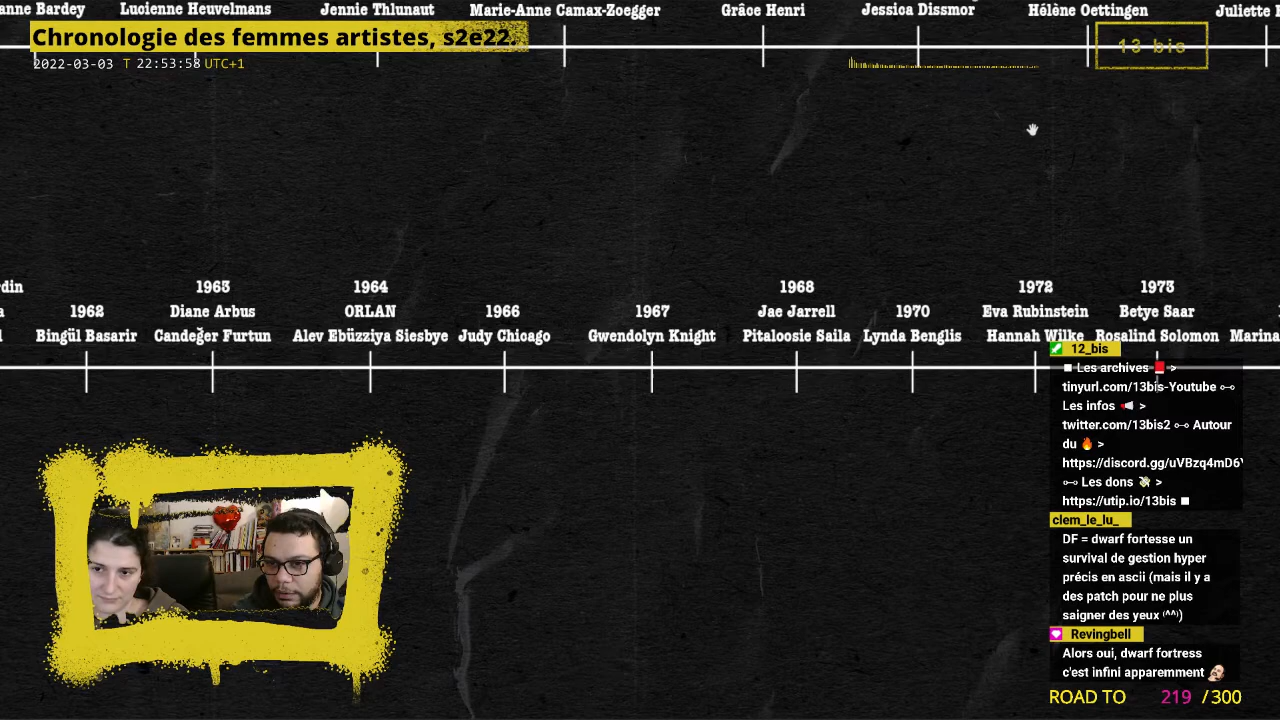 anne Bardey Lucienne Heuvelmans Jennie Thlunaut Marie-Anne Camax-Zoegger Grâce Henri Jessica Dissmor Hélène Oettingen Juliette
Chronologie des femmes artistes, s2e22.
2022-03-03 T 22:53:58 UTC+1
13 bis
rdin 1963 1964 1968 1972 1973
1962 Diane Arbus ORLAN 1966 1967 Jae Jarrell 1970 Eva Rubinstein Betye Saar
Bingül Basarir Candeğer Furtun Alev Ebüzziya Siesbye Judy Chicago Gwendolyn Knight Pitaloosie Saila Lynda Benglis Hannah Wilke Rosalind Solomon Marina
12_bis
Les archives >
tinyurl.com/13bis-Youtube
Les infos >
twitter.com/13bis2 Autour
du >
https://discord.gg/uVBzq4mD6
Les dons >
https://utip.io/13bis
clem_le_lu_
DF = dwarf fortesse un
survival de gestion hyper
précis en ascii (mais il y a
des patch pour ne plus
saigner des yeux (^^)
Revingbell
Alors oui, dwarf fortress
c'est infini apparemment
ROAD TO 219 / 300